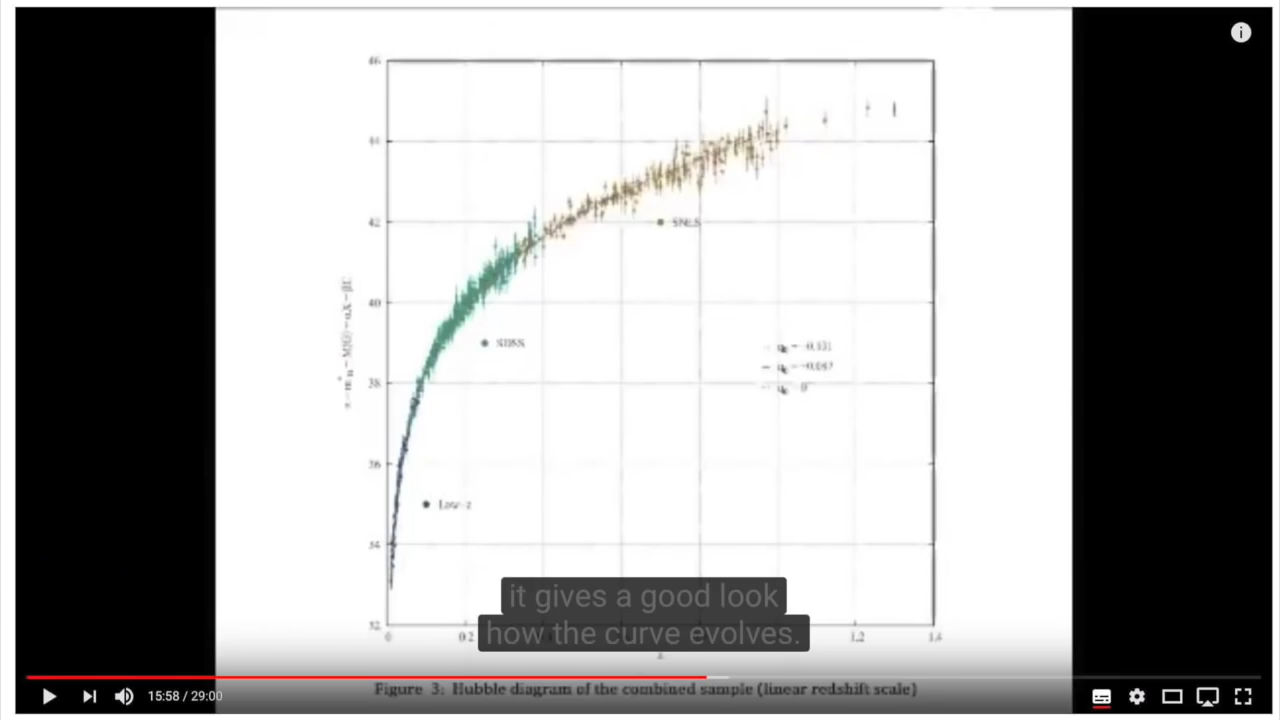 46
44
42
SNLS
40
SDSS
38
36
Low-z
34
32
0
0.2
1.2
1.4
it gives a good look
how the curve evolves.
Figure 3: Hubble diagram of the combined sample (linear redshift scale)
15:58 / 29:00